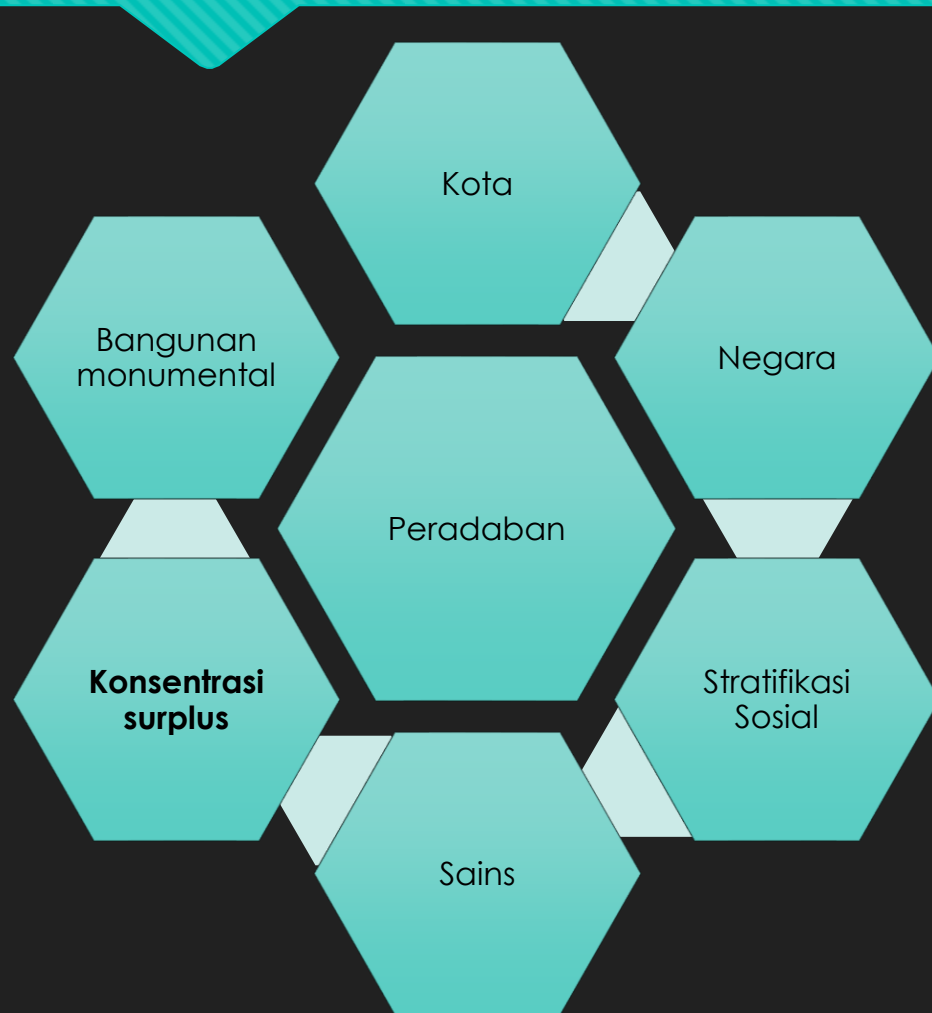 Kota
Bangunan
monumental
Negara
Peradaban
Konsentrasi
surplus
Stratifikasi
Sosial
Sains